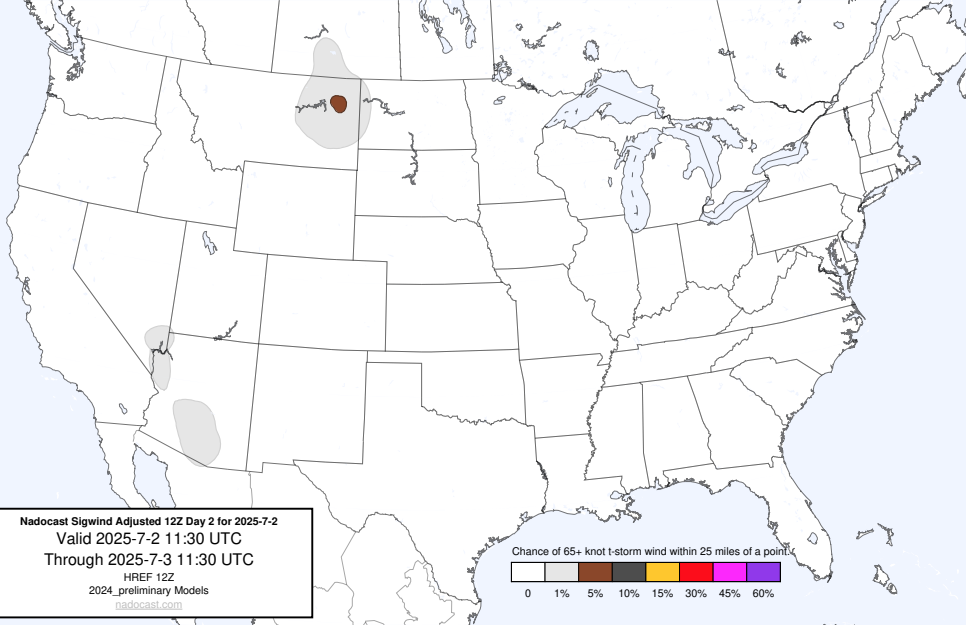 Nadocast Sigwind Adjusted 12Z Day 2 for 2025-7-2
Valid 2025-7-2 11:30 UTC
Through 2025-7-3 11:30 UTC
HREF 12Z
2024_preliminary Models
nadocast.com
Chance of 65+ knot t-storm wind within 25 miles of a point.
0 1% 5% 10% 15% 30% 45% 60%